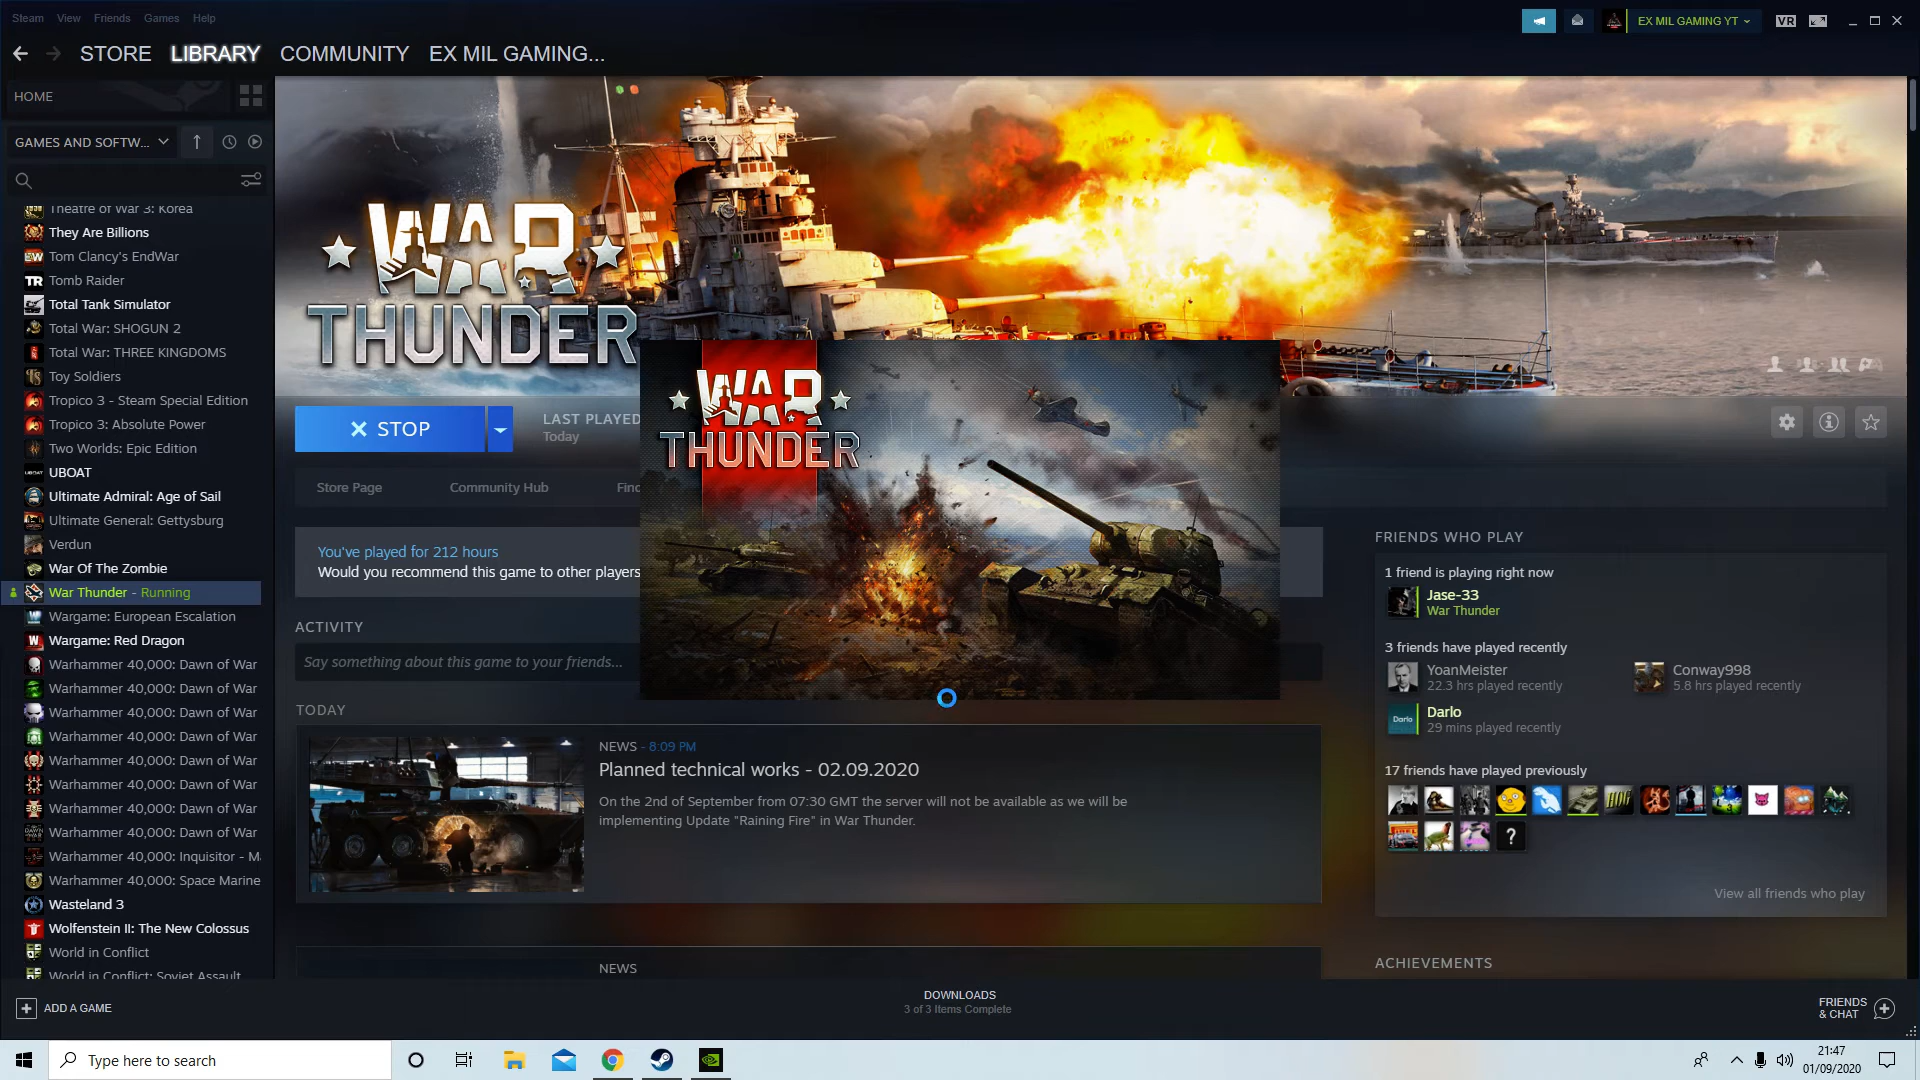 Steam View Friends Games Help
EX MIL GAMING YT
VR
STORE LIBRARY COMMUNITY EX MIL GAMING...
HOME
GAMES AND SOFTW...
Theatre of War 3: Korea
They Are Billions
Tom Clancy's EndWar
Tomb Raider
Total Tank Simulator
Total War: SHOGUN 2
Total War: THREE KINGDOMS
Toy Soldiers
Tropico 3 - Steam Special Edition
Tropico 3: Absolute Power
Two Worlds: Epic Edition
UBOAT
Ultimate Admiral: Age of Sail
Ultimate General: Gettysburg
Verdun
War Of The Zombie
War Thunder - Running
Wargame: European Escalation
Wargame: Red Dragon
Warhammer 40,000: Dawn of War
Warhammer 40,000: Dawn of War
Warhammer 40,000: Dawn of War
Warhammer 40,000: Dawn of War
Warhammer 40,000: Dawn of War
Warhammer 40,000: Dawn of War
Warhammer 40,000: Dawn of War
Warhammer 40,000: Dawn of War
Warhammer 40,000: Inquisitor - Ma
Warhammer 40,000: Space Marine
Wasteland 3
Wolfenstein II: The New Colossus
World in Conflict
World in Conflict: Soviet Assault
ADD A GAME
WAR
THUNDER
STOP
LAST PLAYED
Today
WAR
THUNDER
Store Page Community Hub Find
You've played for 212 hours
Would you recommend this game to other players
ACTIVITY
Say something about this game to your friends...
TODAY
NEWS - 8:09 PM
Planned technical works - 02.09.2020
On the 2nd of September from 07:30 GMT the server will not be available as we will be
implementing Update "Raining Fire" in War Thunder.
NEWS
FRIENDS WHO PLAY
1 friend is playing right now
Jase-33
War Thunder
3 friends have played recently
YoanMeister
22.3 hrs played recently
Conway998
5.8 hrs played recently
Darlo
Darlo
29 mins played recently
17 friends have played previously
?
View all friends who play
ACHIEVEMENTS
DOWNLOADS
3 of 3 Items Complete
FRIENDS
& CHAT
Type here to search
21:47
01/09/2020